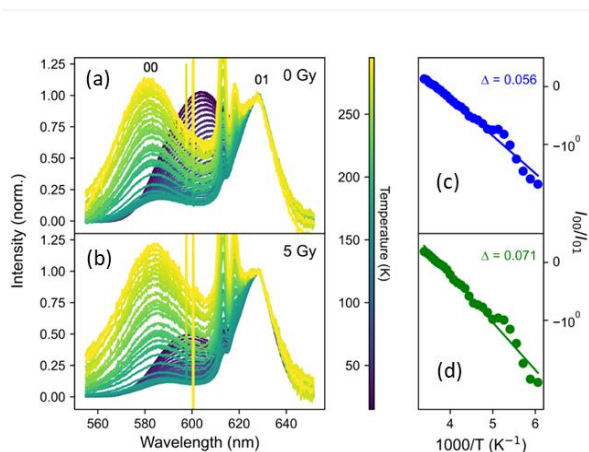 00
(a)
0 Gy
01
1.25
1.00
0.75
0.50
0.25
0.00
(b)
5 Gy
1.25
1.00
0.75
0.50
0.25
0.00
560 580 600 620 640
Wavelength (nm)
Intensity (norm.)
250
200
150
100
50
Temperature (K)
Δ = 0.056
(c)
0
−10⁰
Δ = 0.071
(d)
0
−10⁰
I₀₀/I₀₁
4 5 6
1000/T (K⁻¹)